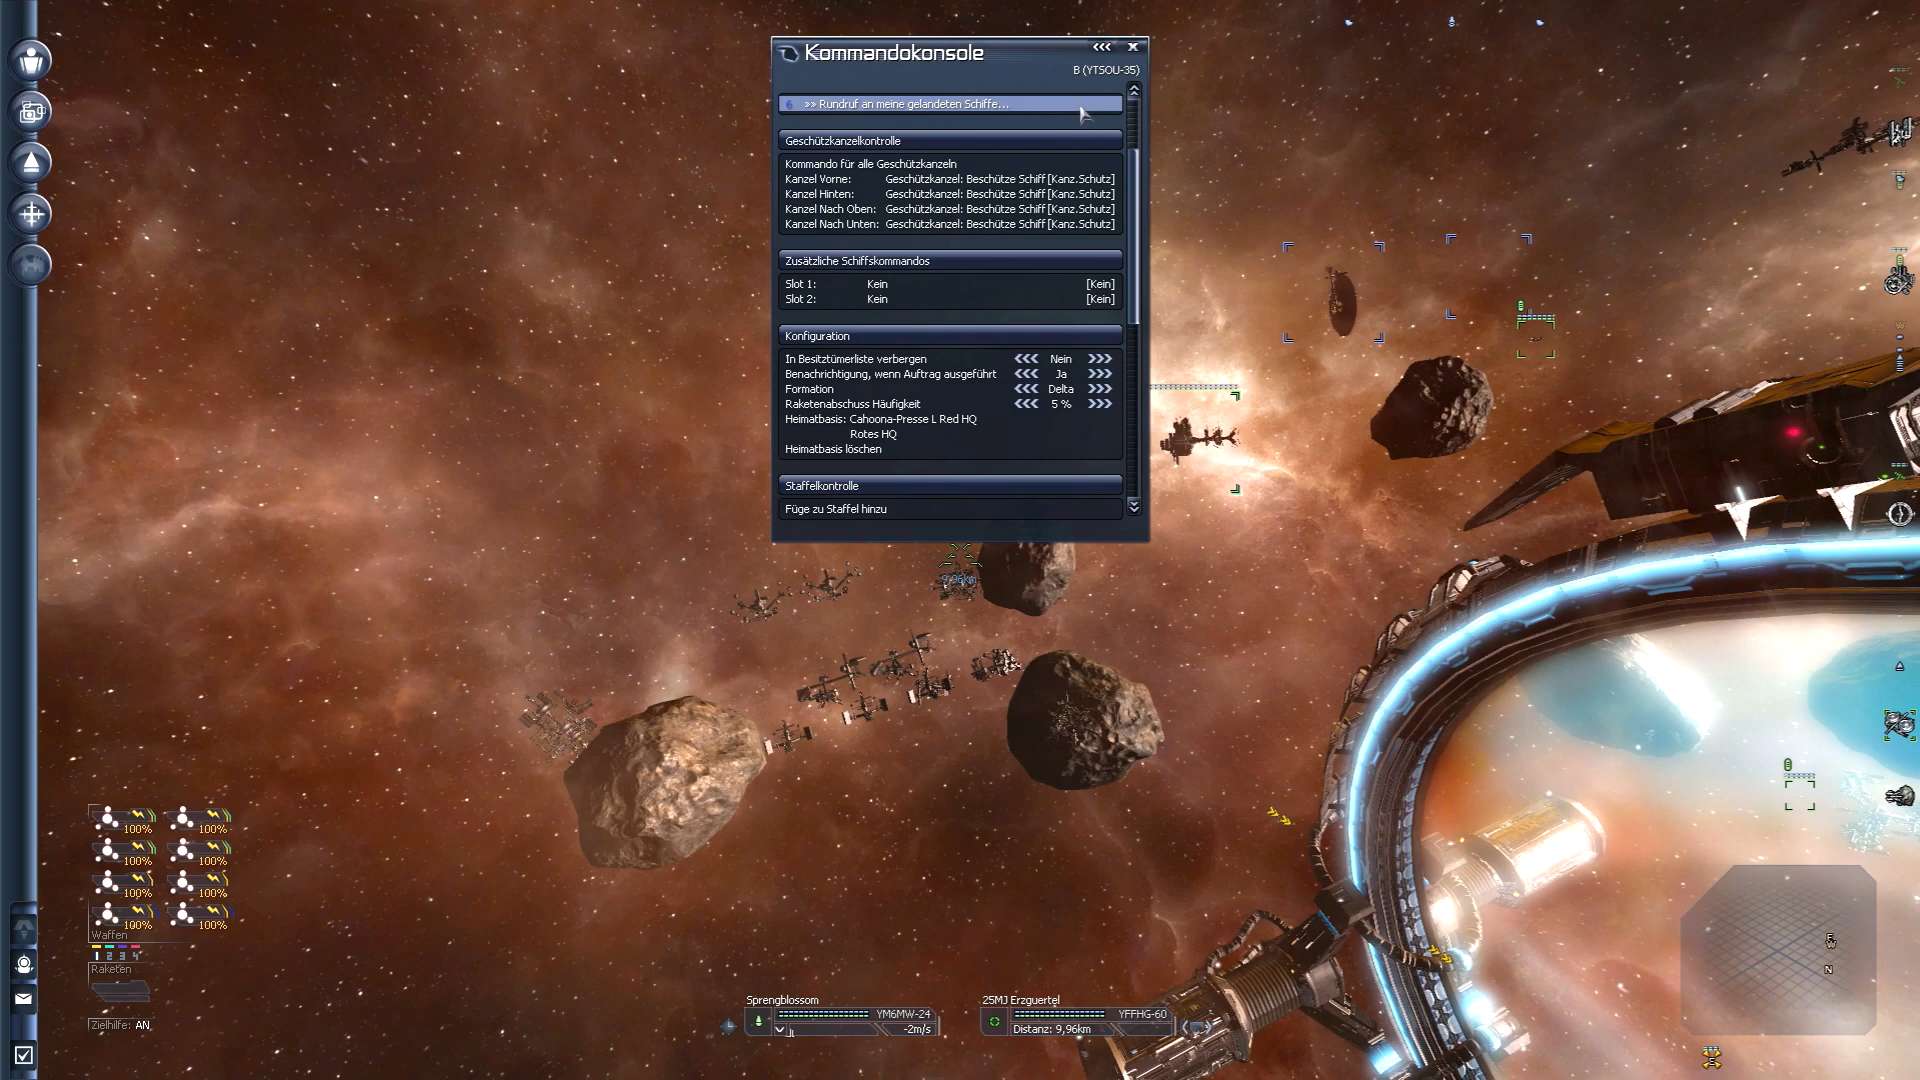 Kommandokonsole
B (YTSOU-35)
6 >> Rundruf an meine gelandeten Schiffe...
Geschützkanzelkontrolle
Kommando für alle Geschützkanzeln
Kanzel Vorne: Geschützkanzel: Beschütze Schiff [Kanz.Schutz]
Kanzel Hinten: Geschützkanzel: Beschütze Schiff [Kanz.Schutz]
Kanzel Nach Oben: Geschützkanzel: Beschütze Schiff [Kanz.Schutz]
Kanzel Nach Unten: Geschützkanzel: Beschütze Schiff [Kanz.Schutz]
Zusätzliche Schiffskommandos
Slot 1: Kein [Kein]
Slot 2: Kein [Kein]
Konfiguration
In Besitztümerliste verbergen Nein
Benachrichtigung, wenn Auftrag ausgeführt Ja
Formation Delta
Raketenabschuss Häufigkeit 5 %
Heimatbasis: Cahoona-Presse L Red HQ
Rotes HQ
Heimatbasis löschen
Staffelkontrolle
Füge zu Staffel hinzu
9,96km
100% 100%
100% 100%
100% 100%
100% 100%
Waffen
1 2 3 4
Raketen
Zielhilfe: AN
Sprengblossom
YM6MW-24
-2m/s
25MJ Erzguertel
YFFHG-60
Distanz: 9,96km
E
W
N